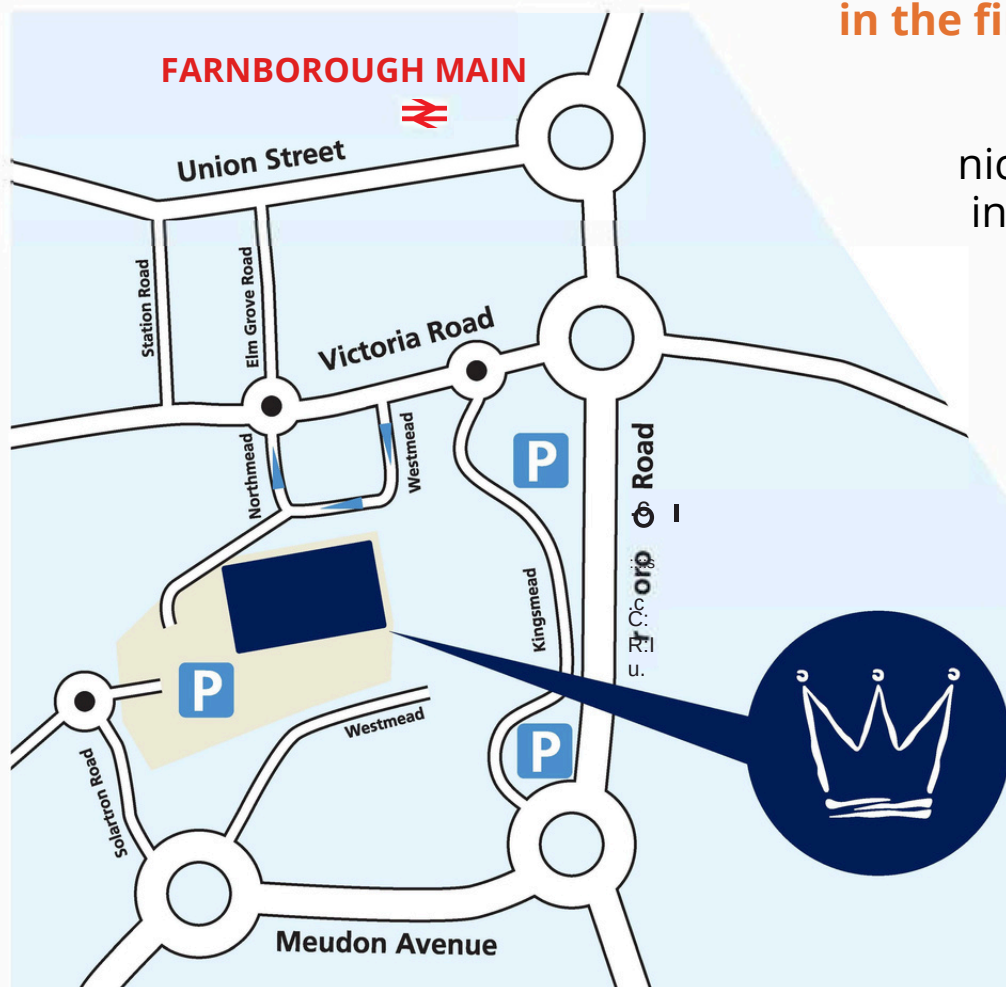 in the fi
FARNBOROUGH MAIN
nic
in
Union Street
Station Road
Elm Grove Road
Victoria Road
Northmead
Westmead
P
Road
Kingsmead
oro
.c
C:
R:I
u.
P
Westmead
P
Solartron Road
Meudon Avenue